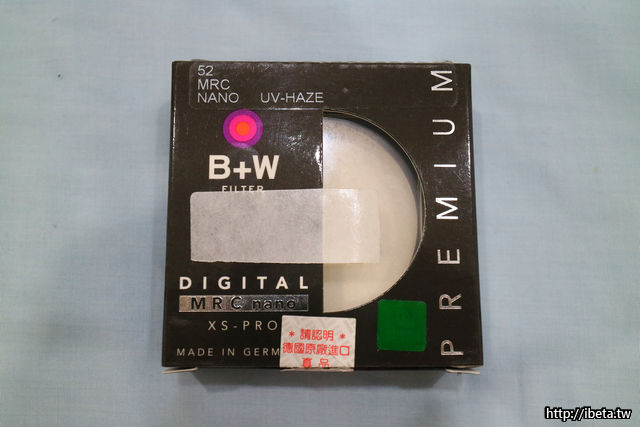 52
MRC
NANO UV-HAZE
B+W
FILTER
DIGITAL
MRC nano
XS-PRO
MADE IN GERM
* 請認明 *
德國原廠進口
真品
PREMIUM
http://ibeta.tw